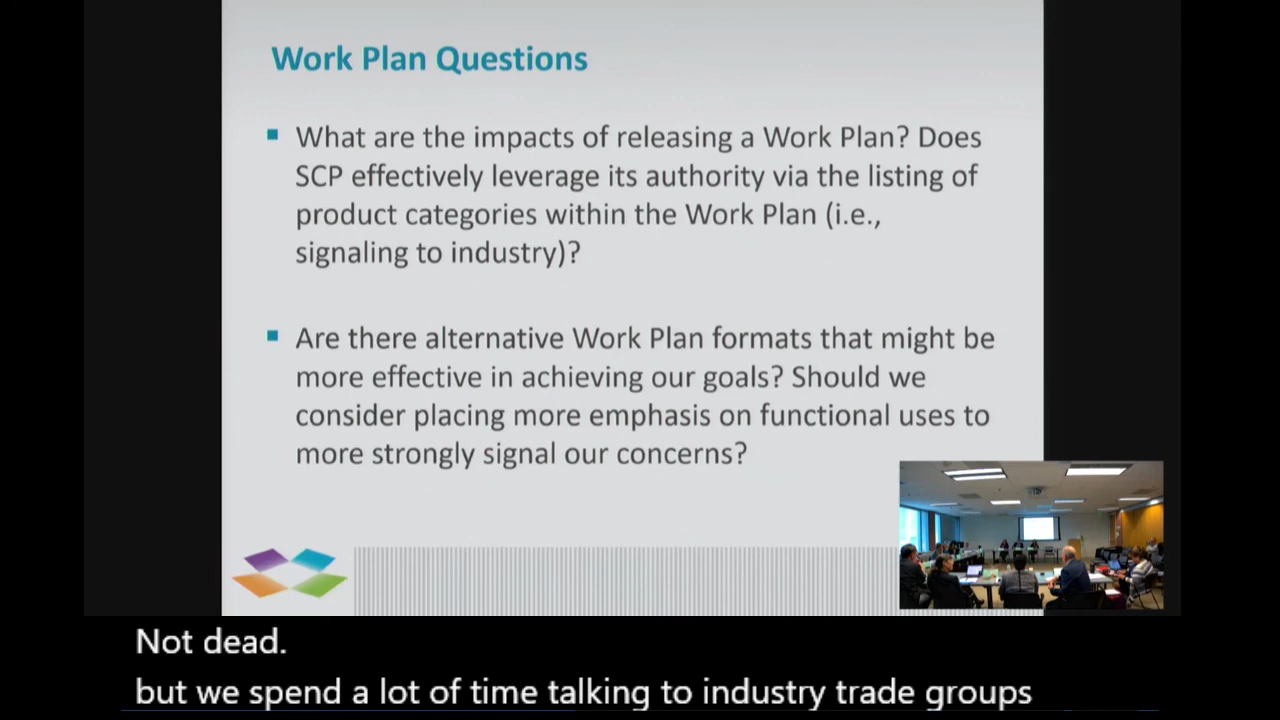 Work Plan Questions
What are the impacts of releasing a Work Plan? Does
SCP effectively leverage its authority via the listing of
product categories within the Work Plan (i.e.,
signaling to industry)?
Are there alternative Work Plan formats that might be
more effective in achieving our goals? Should we
consider placing more emphasis on functional uses to
more strongly signal our concerns?
Not dead.
but we spend a lot of time talking to industry trade groups